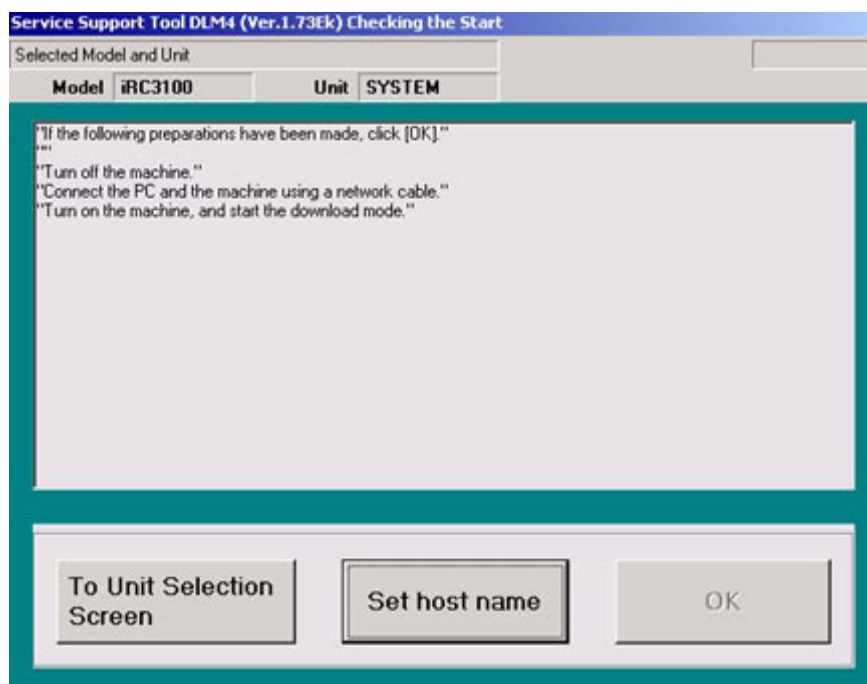 Service Support Tool DLM4 (Ver.1.73Ek) Checking the Start
Selected Model and Unit
Model iRC3100 Unit SYSTEM
"If the following preparations have been made, click [OK]."
""
"Turn off the machine."
"Connect the PC and the machine using a network cable."
"Turn on the machine, and start the download mode."
To Unit Selection
Screen
Set host name
OK